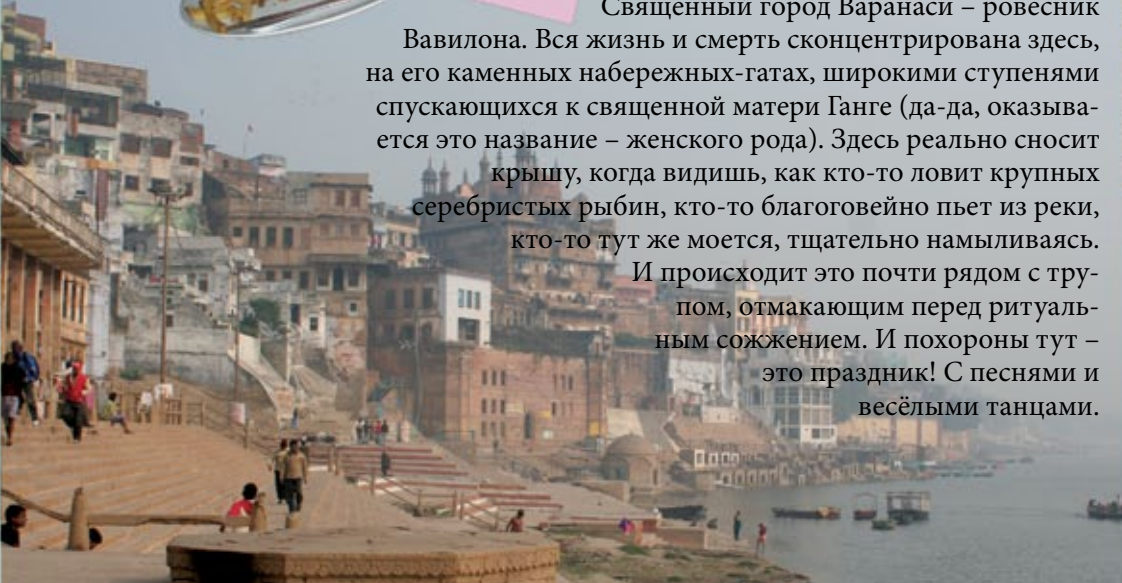 Священный город Варанаси – ровесник
Вавилона. Вся жизнь и смерть сконцентрирована здесь,
на его каменных набережных-гатах, широкими ступенями
спускающихся к священной матери Ганге (да-да, оказыва-
ется это название – женского рода). Здесь реально сносит
крышу, когда видишь, как кто-то ловит крупных
серебристых рыбин, кто-то благоговейно пьет из реки,
кто-то тут же моется, тщательно намыливаясь.
И происходит это почти рядом с тру-
пом, отмакающим перед ритуаль-
ным сожжением. И похороны тут –
это праздник! С песнями и
весёлыми танцами.